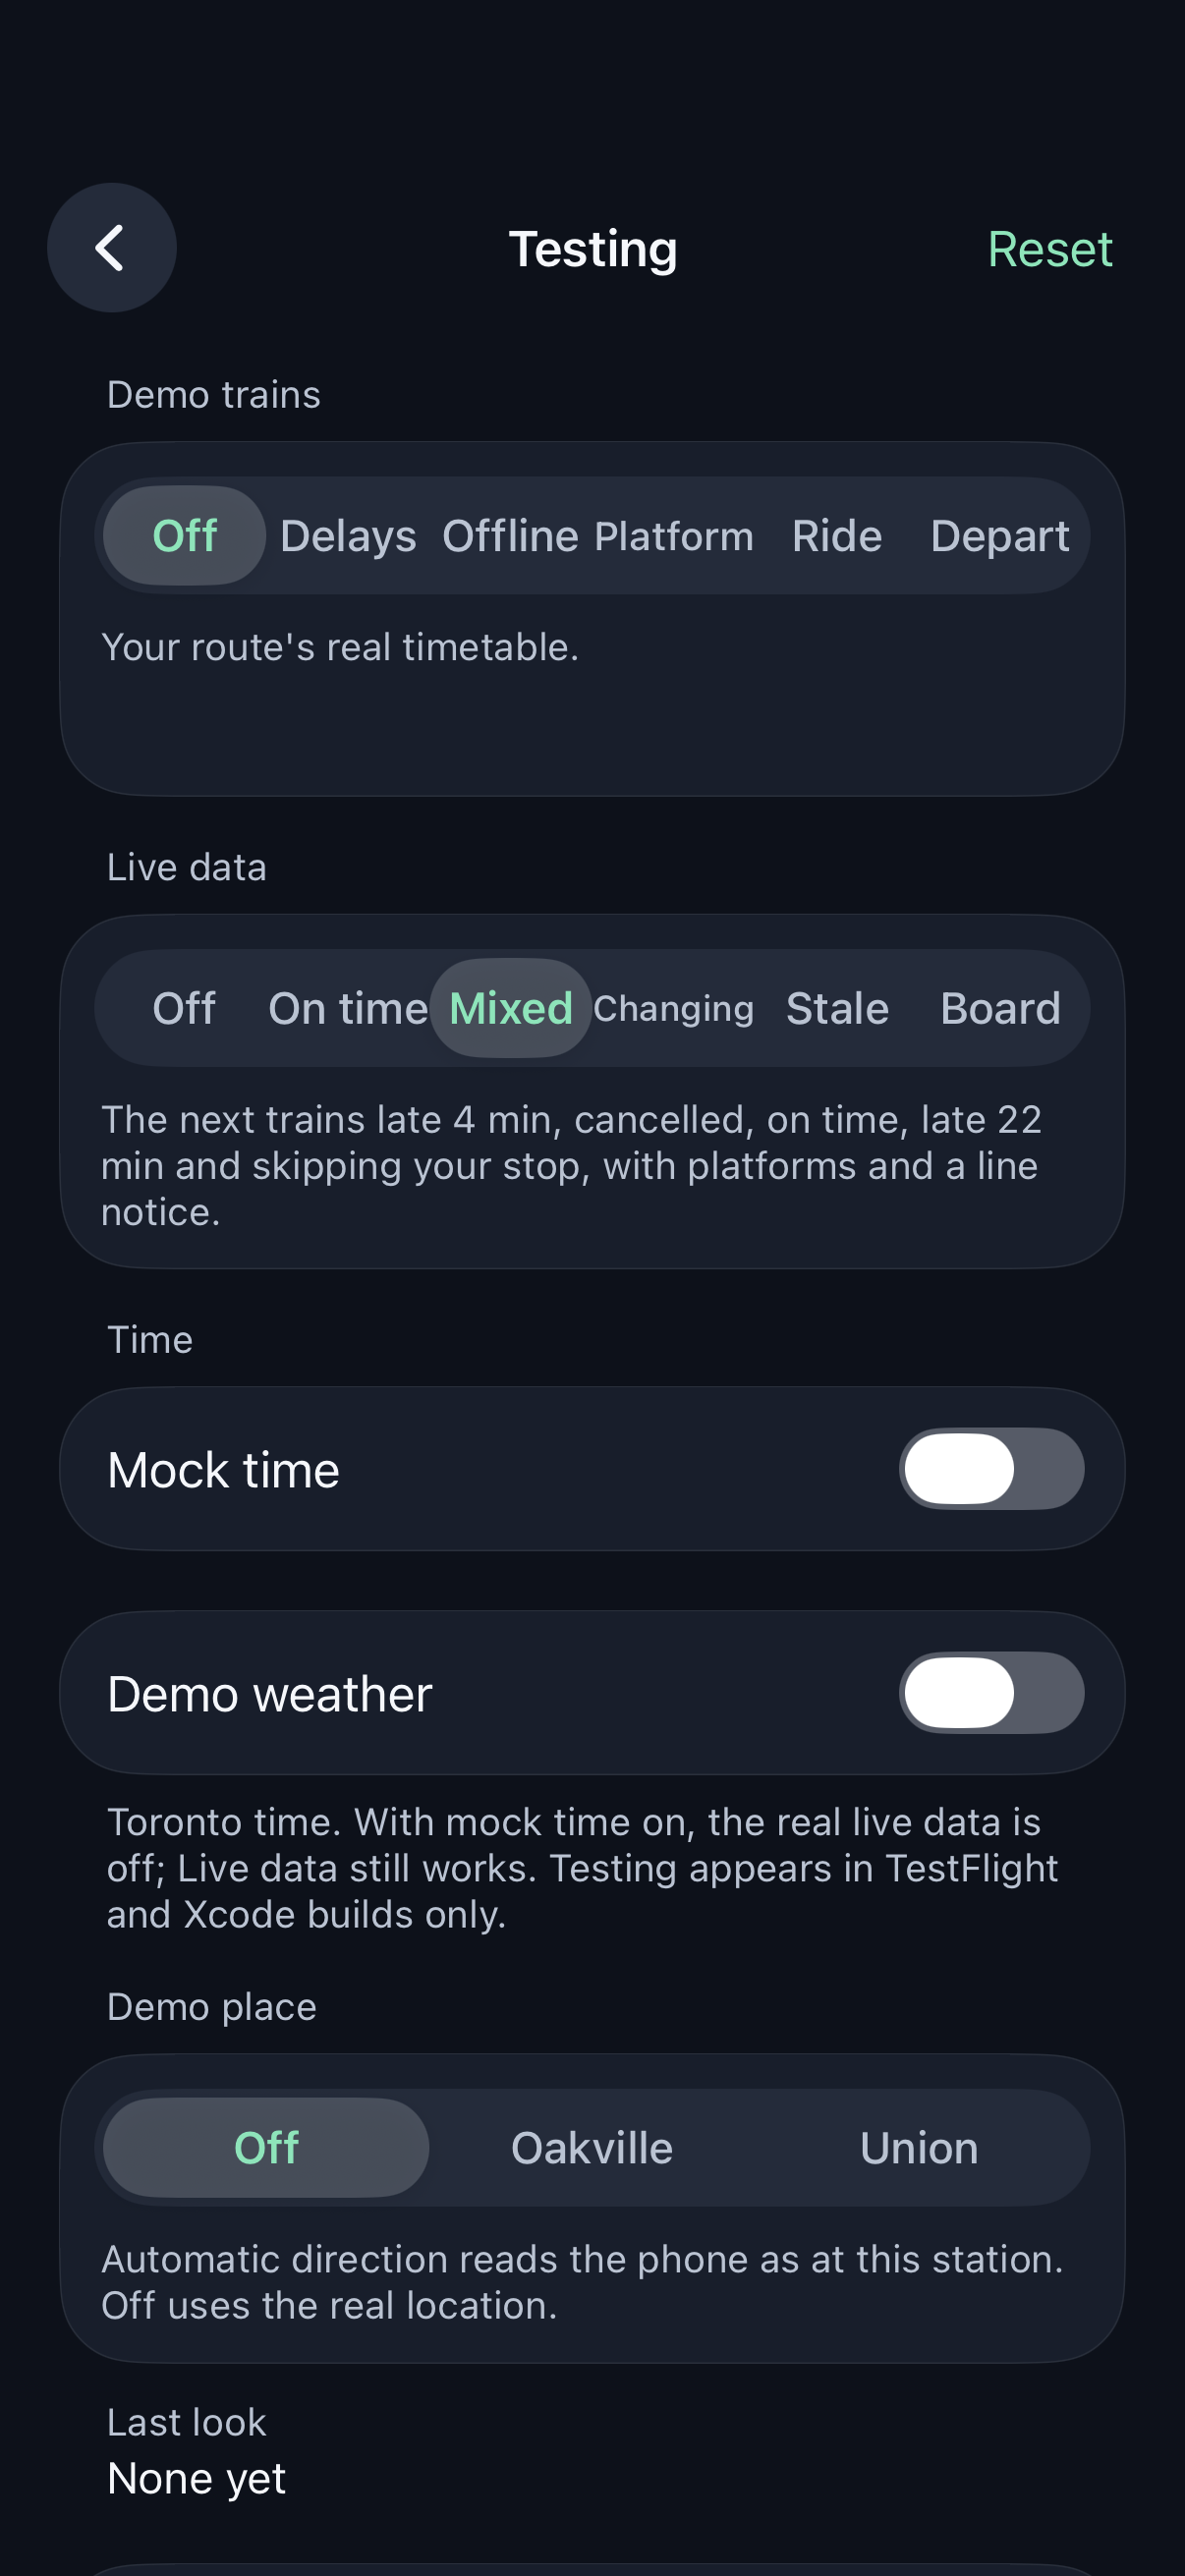 Testing
Reset
Demo trains
Off Delays Offline Platform Ride Depart
Your route's real timetable.
Live data
Off On time Mixed Changing Stale Board
The next trains late 4 min, cancelled, on time, late 22
min and skipping your stop, with platforms and a line
notice.
Time
Mock time
Demo weather
Toronto time. With mock time on, the real live data is
off; Live data still works. Testing appears in TestFlight
and Xcode builds only.
Demo place
Off Oakville Union
Automatic direction reads the phone as at this station.
Off uses the real location.
Last look
None yet